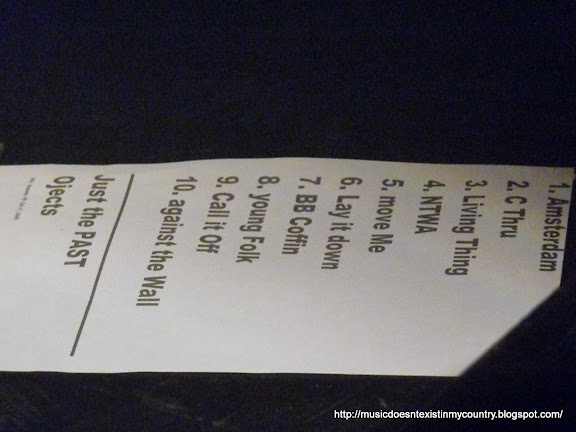 1. Amsterdam
2. C Thru
3. Living Thing
4. NTWA
5. move Me
6. Lay it down
7. BB Coffin
8. young Folk
9. Call it Off
10. against the Wall
Just the PAST
Ojects
http://musicdoesntexistinmycountry.blogspot.com/